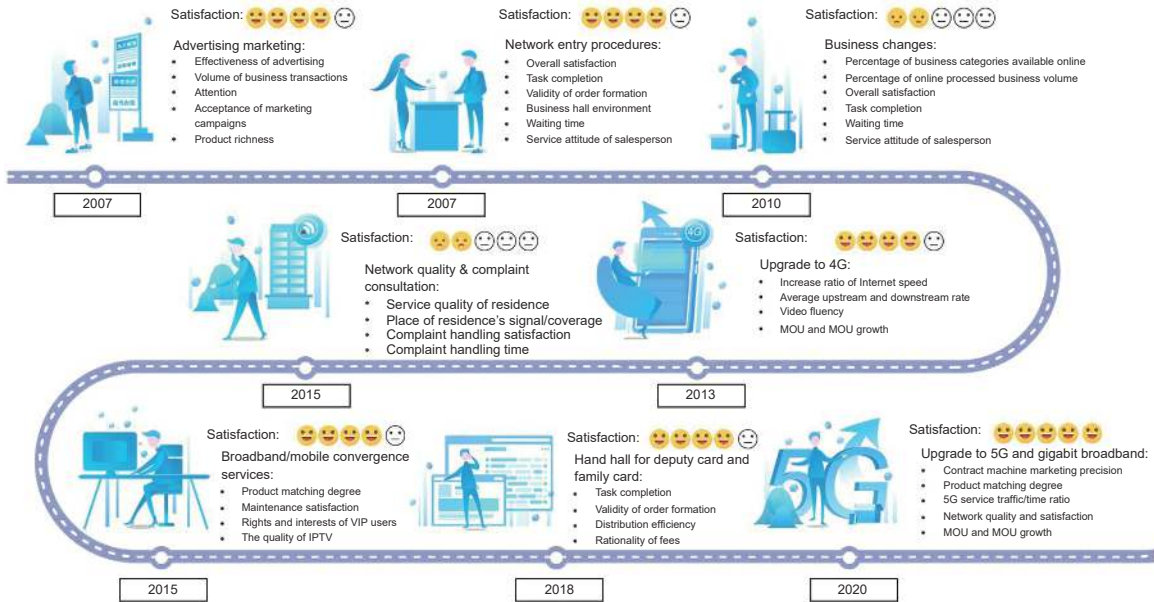 Satisfaction:
Advertising marketing:
• Effectiveness of advertising
• Volume of business transactions
• Attention
• Acceptance of marketing
campaigns
• Product richness
2007
Satisfaction:
Network entry procedures:
• Overall satisfaction
• Task completion
• Validity of order formation
• Business hall environment
• Waiting time
• Service attitude of salesperson
2007
Satisfaction:
Business changes:
• Percentage of business categories available online
• Percentage of online processed business volume
• Overall satisfaction
• Task completion
• Waiting time
• Service attitude of salesperson
2010
Satisfaction:
Network quality & complaint
consultation:
• Service quality of residence
• Place of residence's signal/coverage
• Complaint handling satisfaction
• Complaint handling time
2015
4G
Satisfaction:
Upgrade to 4G:
• Increase ratio of Internet speed
• Average upstream and downstream rate
• Video fluency
• MOU and MOU growth
2013
Satisfaction:
Broadband/mobile convergence
services:
• Product matching degree
• Maintenance satisfaction
• Rights and interests of VIP users
• The quality of IPTV
2015
Satisfaction:
Hand hall for deputy card and
family card:
• Task completion
• Validity of order formation
• Distribution efficiency
• Rationality of fees
2018
5G
Satisfaction:
Upgrade to 5G and gigabit broadband:
• Contract machine marketing precision
• Product matching degree
• 5G service traffic/time ratio
• Network quality and satisfaction
• MOU and MOU growth
2020